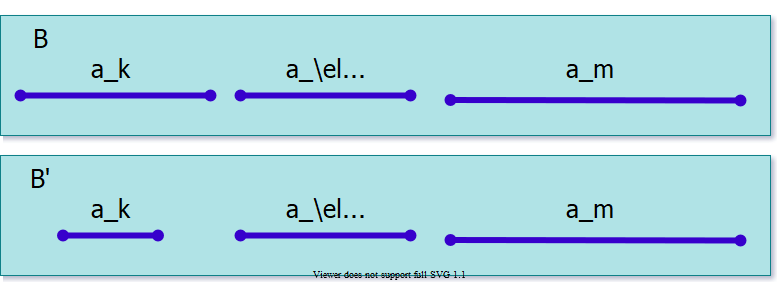 B
a_k a_\el... a_m
B'
a_k a_\el... a_m
Viewer does not support full SVG 1.1